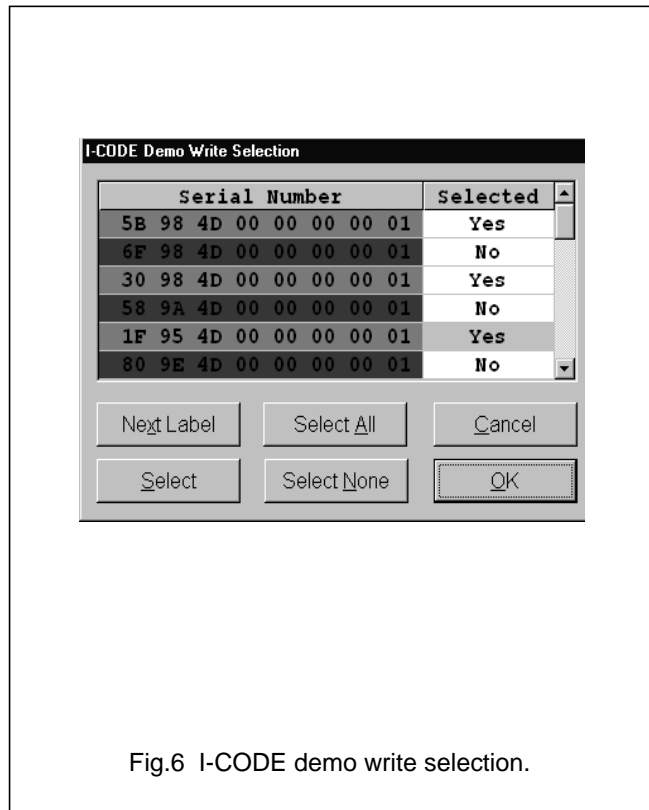 I-CODE Demo Write Selection
Serial Number Selected
5B 98 4D 00 00 00 00 01 Yes
6F 98 4D 00 00 00 00 01 No
30 98 4D 00 00 00 00 01 Yes
58 9A 4D 00 00 00 00 01 No
1F 95 4D 00 00 00 00 01 Yes
80 9E 4D 00 00 00 00 01 No
Next Label Select All Cancel
Select Select None OK
Fig.6 I-CODE demo write selection.